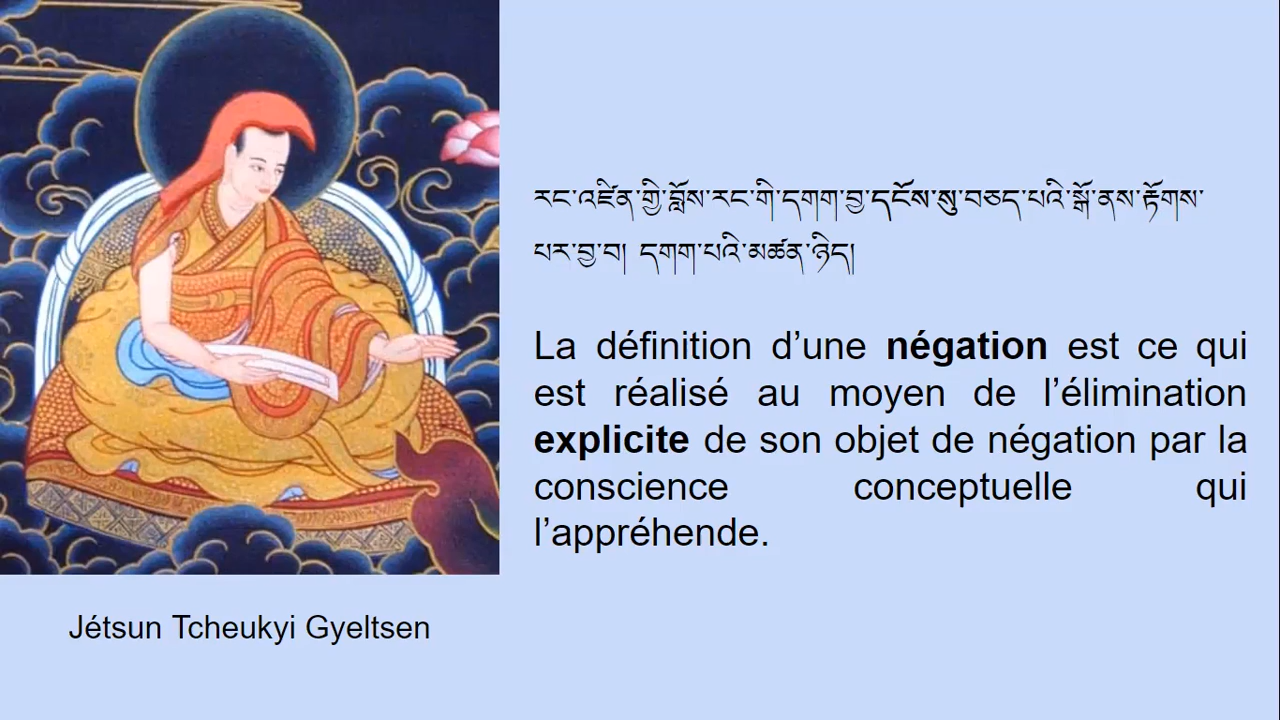 རང་འཛིན་གྱི་བློས་རང་གི་དགག་བྱ་དངོས་སུ་བཅད་པའི་སྒོ་ནས་རྟོགས་
པར་བྱ་བ། དགག་པའི་མཚན་ཉིད།
La définition d’une négation est ce qui
est réalisé au moyen de l’élimination
explicite de son objet de négation par la
conscience conceptuelle qui
l’appréhende.
Jétsun Tcheukyi Gyeltsen